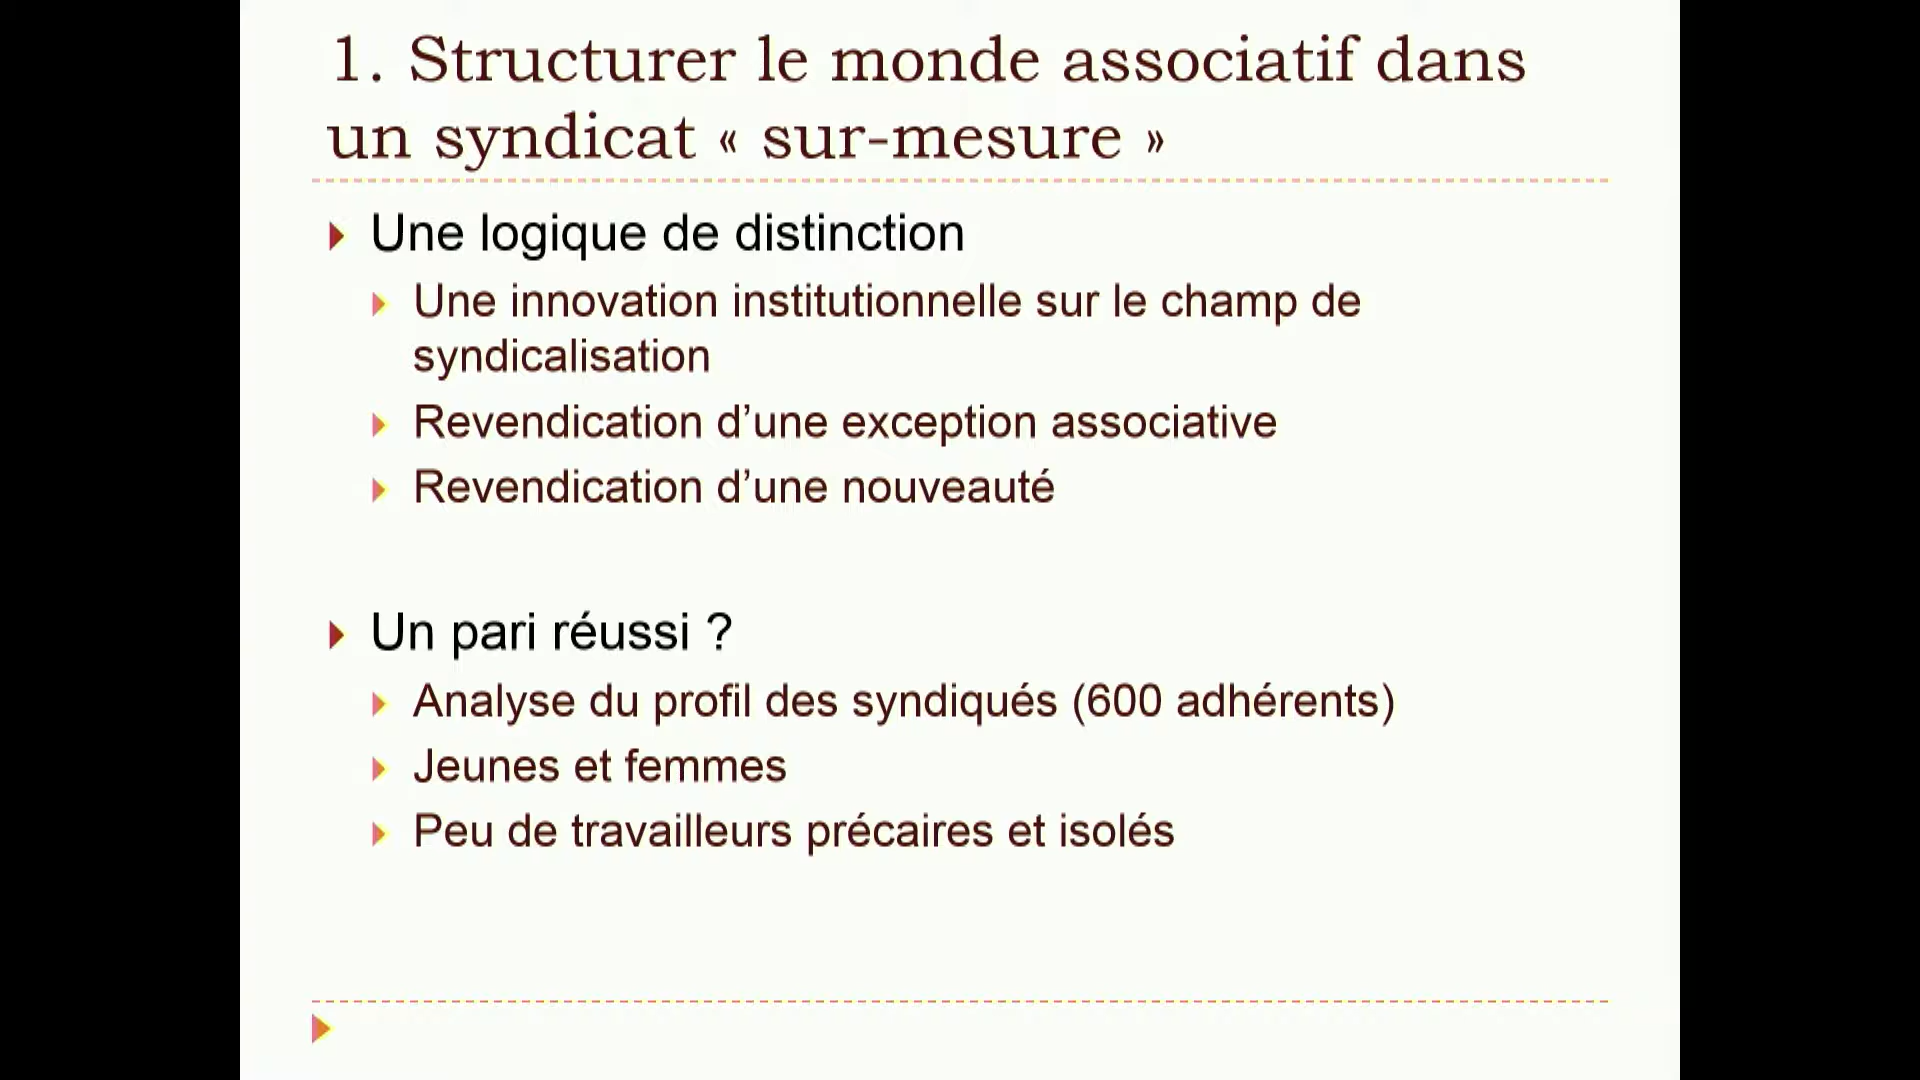 1. Structurer le monde associatif dans
un syndicat « sur-mesure »
Une logique de distinction
Une innovation institutionnelle sur le champ de
syndicalisation
Revendication d’une exception associative
Revendication d’une nouveauté
Un pari réussi ?
Analyse du profil des syndiqués (600 adhérents)
Jeunes et femmes
Peu de travailleurs précaires et isolés